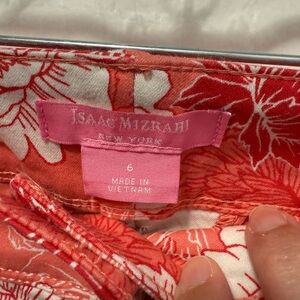 ISAAC MIZRAHI
NEW YORK
6
MADE IN
VIETNAM